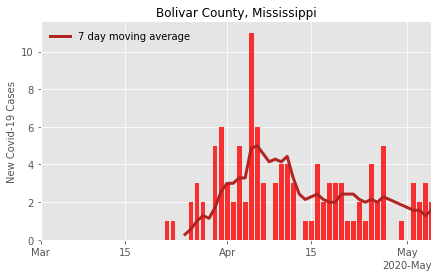 Bolivar County, Mississippi
7 day moving average
New Covid-19 Cases
10
8
6
4
2
0
Mar 15 Apr 15 May
2020-May